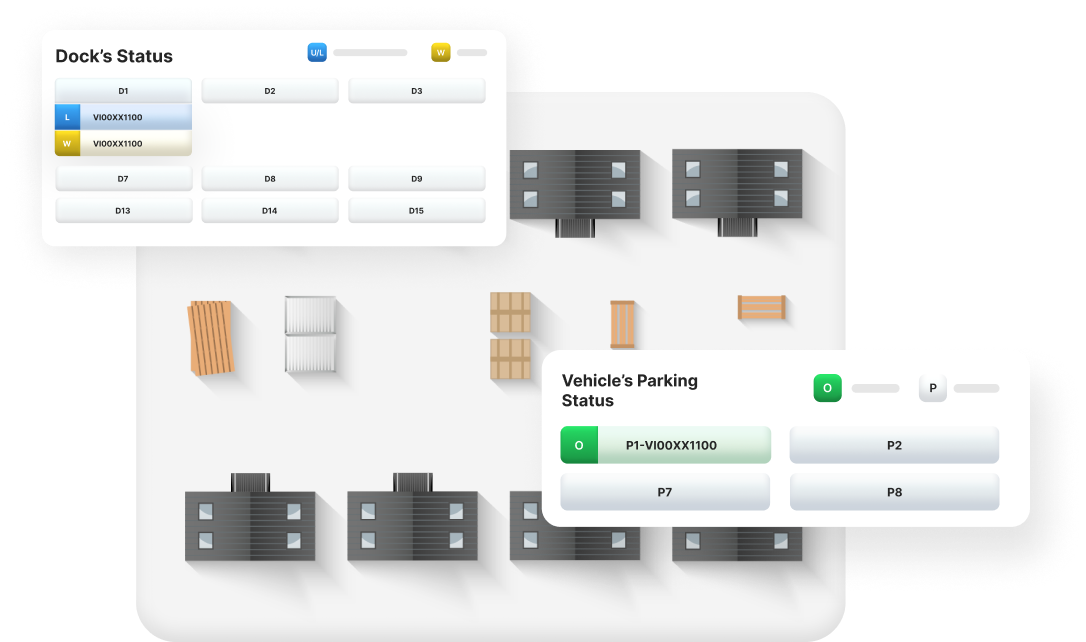 Dock's Status
U/L
W
D1 D2 D3
L VI00XX1100
W VI00XX1100
D7 D8 D9
D13 D14 D15
Vehicle's Parking
Status
O
P
O P1-VI00XX1100 P2
P7 P8